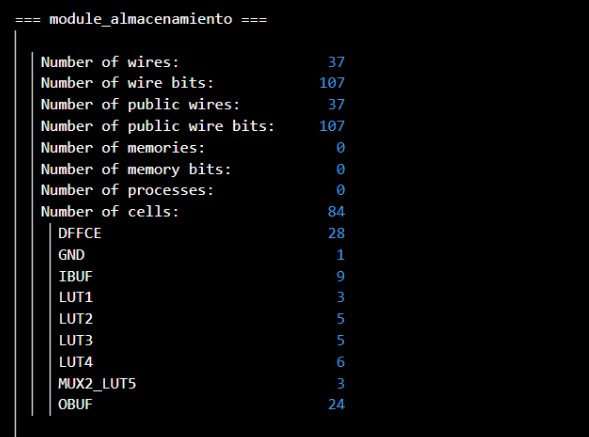 === module_almacenamiento ===
Number of wires: 37
Number of wire bits: 107
Number of public wires: 37
Number of public wire bits: 107
Number of memories: 0
Number of memory bits: 0
Number of processes: 0
Number of cells: 84
DFFCE 28
GND 1
IBUF 9
LUT1 3
LUT2 5
LUT3 5
LUT4 6
MUX2_LUT5 3
OBUF 24